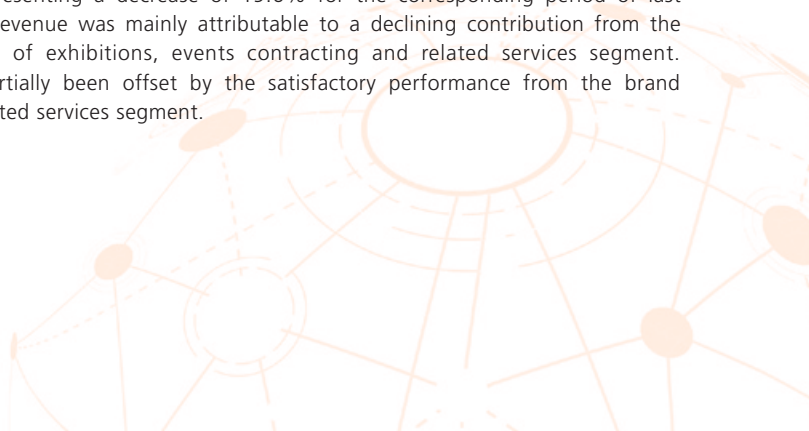 resenting a decrease of for the corresponding period of last
evenue was mainly attributable to a declining contribution from the
of exhibitions, events contracting and related services segment.
rtially been offset by the satisfactory performance from the brand
ted services segment.